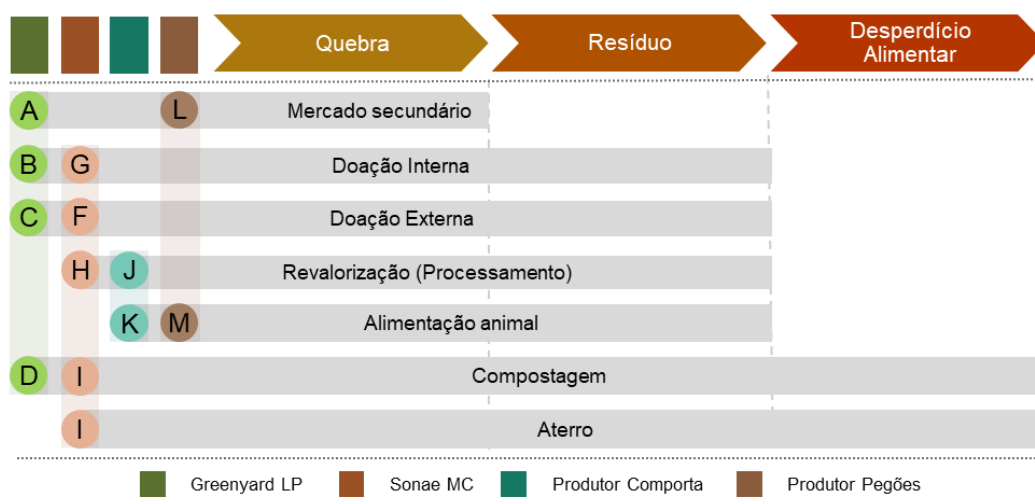 Quebra
Resíduo
Desperdício
Alimentar
A L Mercado secundário
B G Doação Interna
C F Doação Externa
H J Revalorização (Processamento)
K M Alimentação animal
D I Compostagem
I Aterro
Greenyard LP Sonae MC Produtor Comporta Produtor Pegões